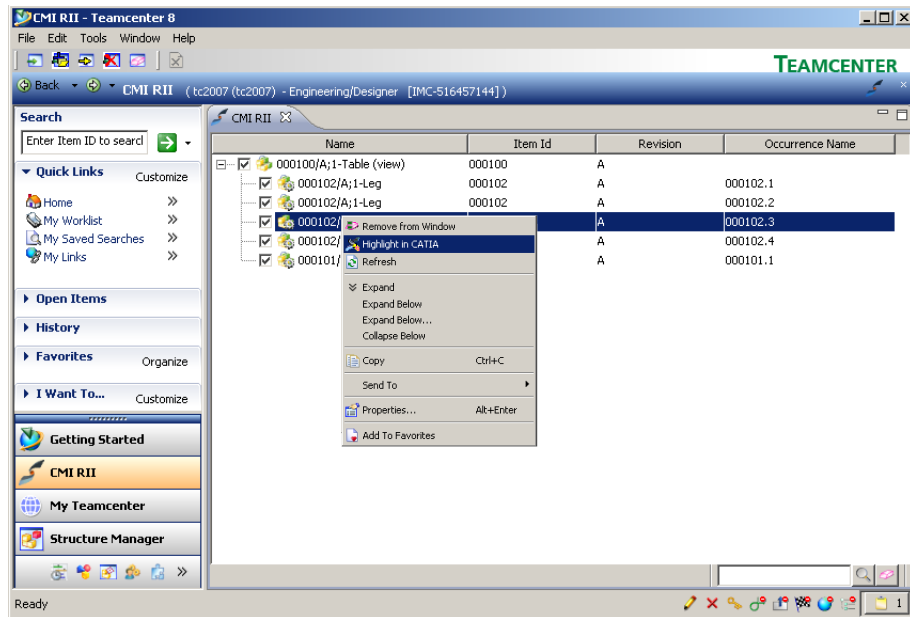 CMI RII - Teamcenter 8
File Edit Tools Window Help
TEAMCENTER
Back CMI RII ( tc2007 (tc2007) - Engineering/Designer [IMC-516457144] )
Search
Enter Item ID to searcl
Quick Links Customize
Home
My Worklist
My Saved Searches
My Links
Open Items
History
Favorites Organize
I Want To... Customize
Getting Started
CMI RII
My Teamcenter
Structure Manager
CMI RII
Name Item Id Revision Occurrence Name
000100/A;1-Table (view) 000100 A
000102/A;1-Leg 000102 A 000102.1
000102/A;1-Leg 000102 A 000102.2
000102/ A 000102.3
000102/ A 000102.4
000101/ A 000101.1
Remove from Window
Highlight in CATIA
Refresh
Expand
Expand Below
Expand Below...
Collapse Below
Copy Ctrl+C
Send To
Properties... Alt+Enter
Add To Favorites
Ready 1